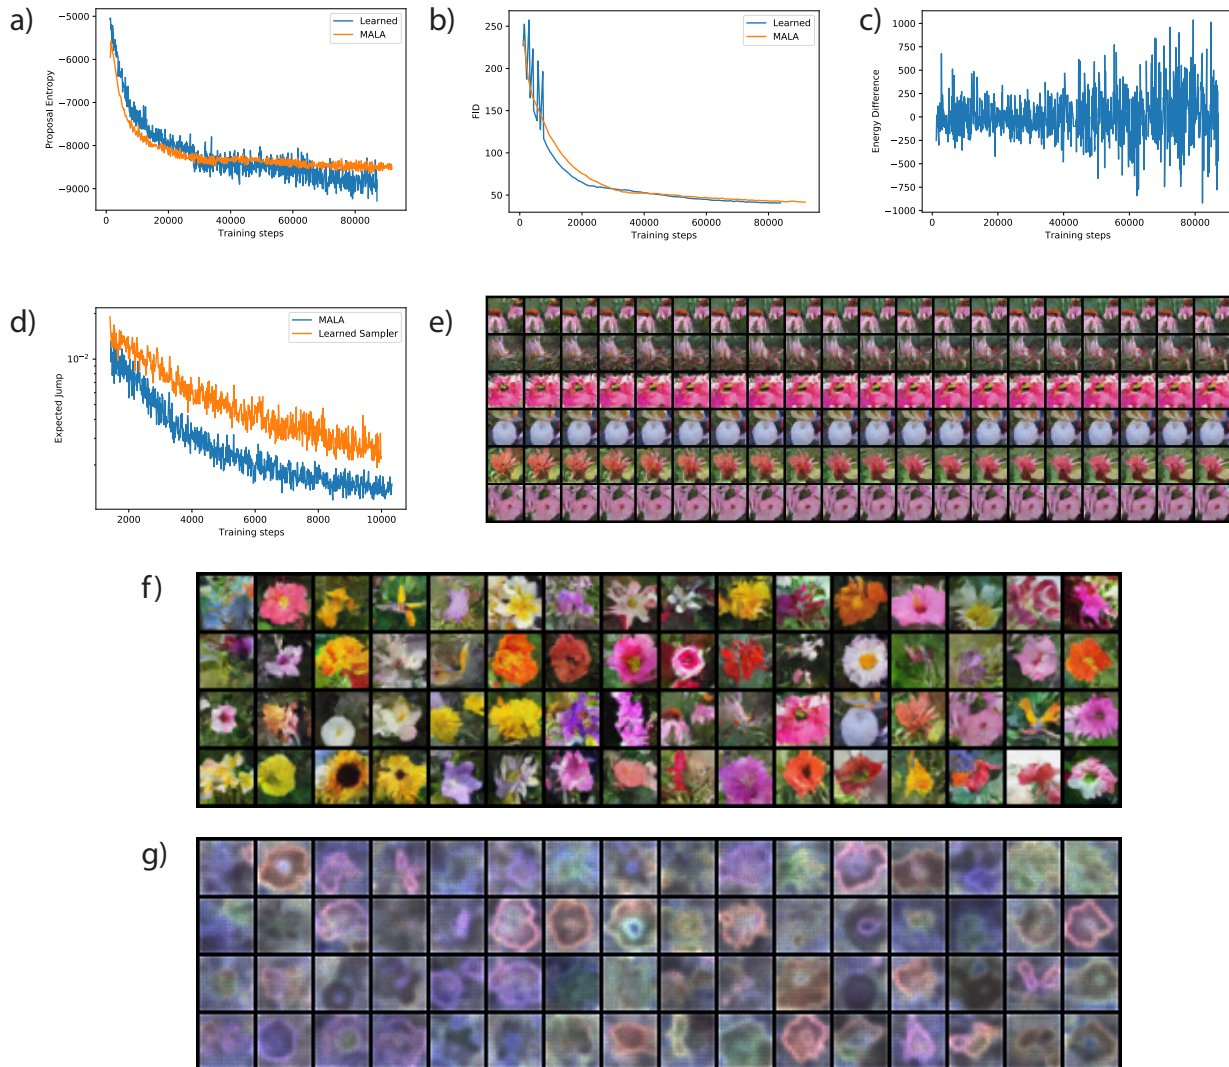 a)
−5000
−6000
−7000
−8000
−9000
Proposal Entropy
Learned
MALA
0
20000
40000
60000
80000
Training steps
b)
250
200
150
100
50
FID
Learned
MALA
0
20000
40000
60000
80000
Training steps
c)
1000
750
500
250
0
−250
−500
−750
−1000
Energy Difference
0
20000
40000
60000
80000
Training steps
d)
10⁻²
Expected Jump
MALA
Learned Sampler
2000
4000
6000
8000
10000
Training steps
e)
f)
g)